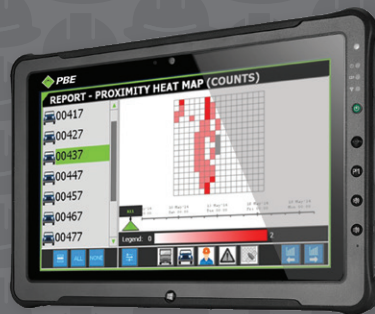 PBE
REPORT - PROXIMITY HEAT MAP (COUNTS)
00417
00427
00437
00447
00457
00467
00477
Legend: 0
2
ALL
NONE